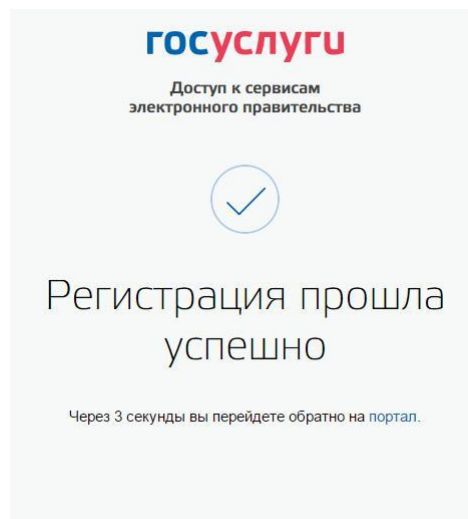 госуслуги
Доступ к сервисам
электронного правительства
Регистрация прошла
успешно
Через 3 секунды вы перейдете обратно на портал.